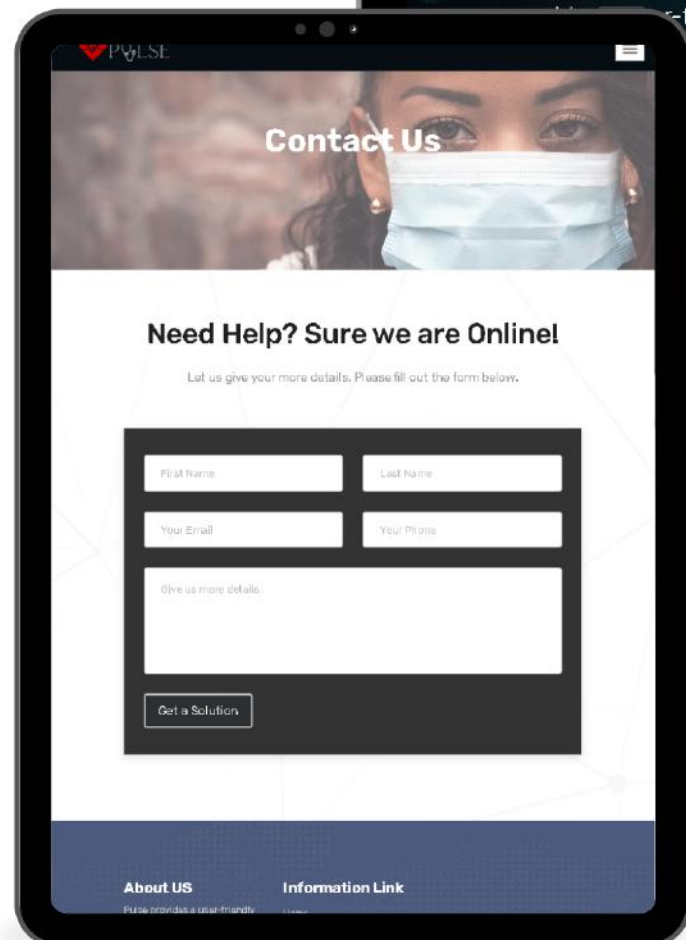 PULSE
Contact Us
Need Help? Sure we are Online!
Let us give your more details. Please fill out the form below.
First Name
Last Name
Your Email
Your Phone
Give us more details..
Get a Solution
About US
Information Link
Pulse provides a user-friendly